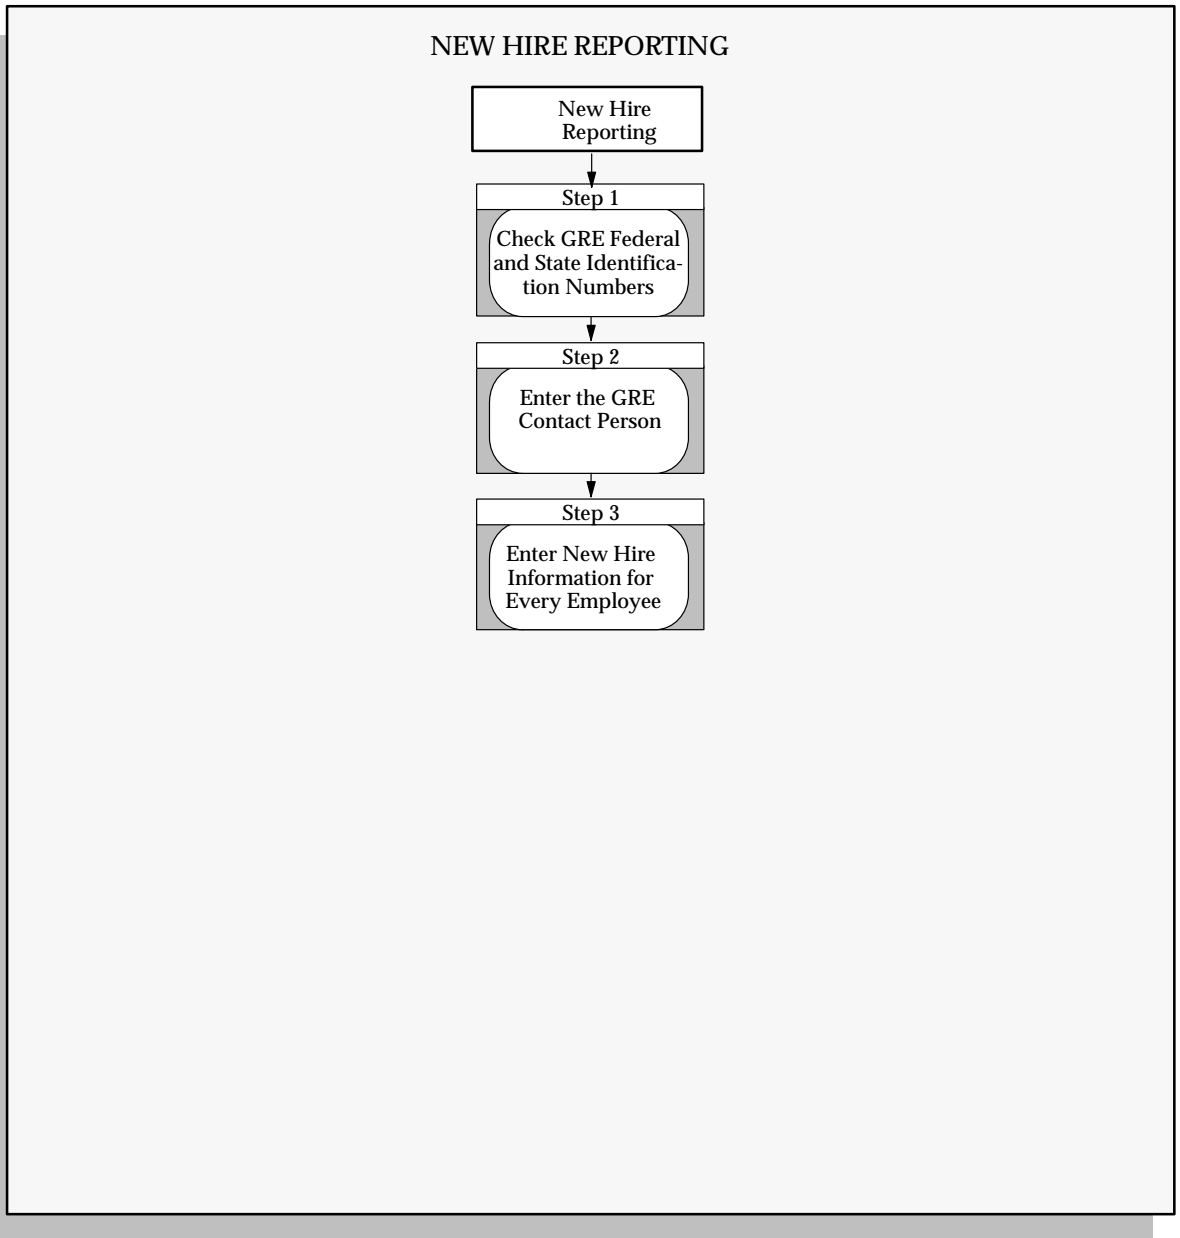 NEW HIRE REPORTING
New Hire
Reporting
Step 1
Check GRE Federal
and State Identifica-
tion Numbers
Step 2
Enter the GRE
Contact Person
Step 3
Enter New Hire
Information for
Every Employee